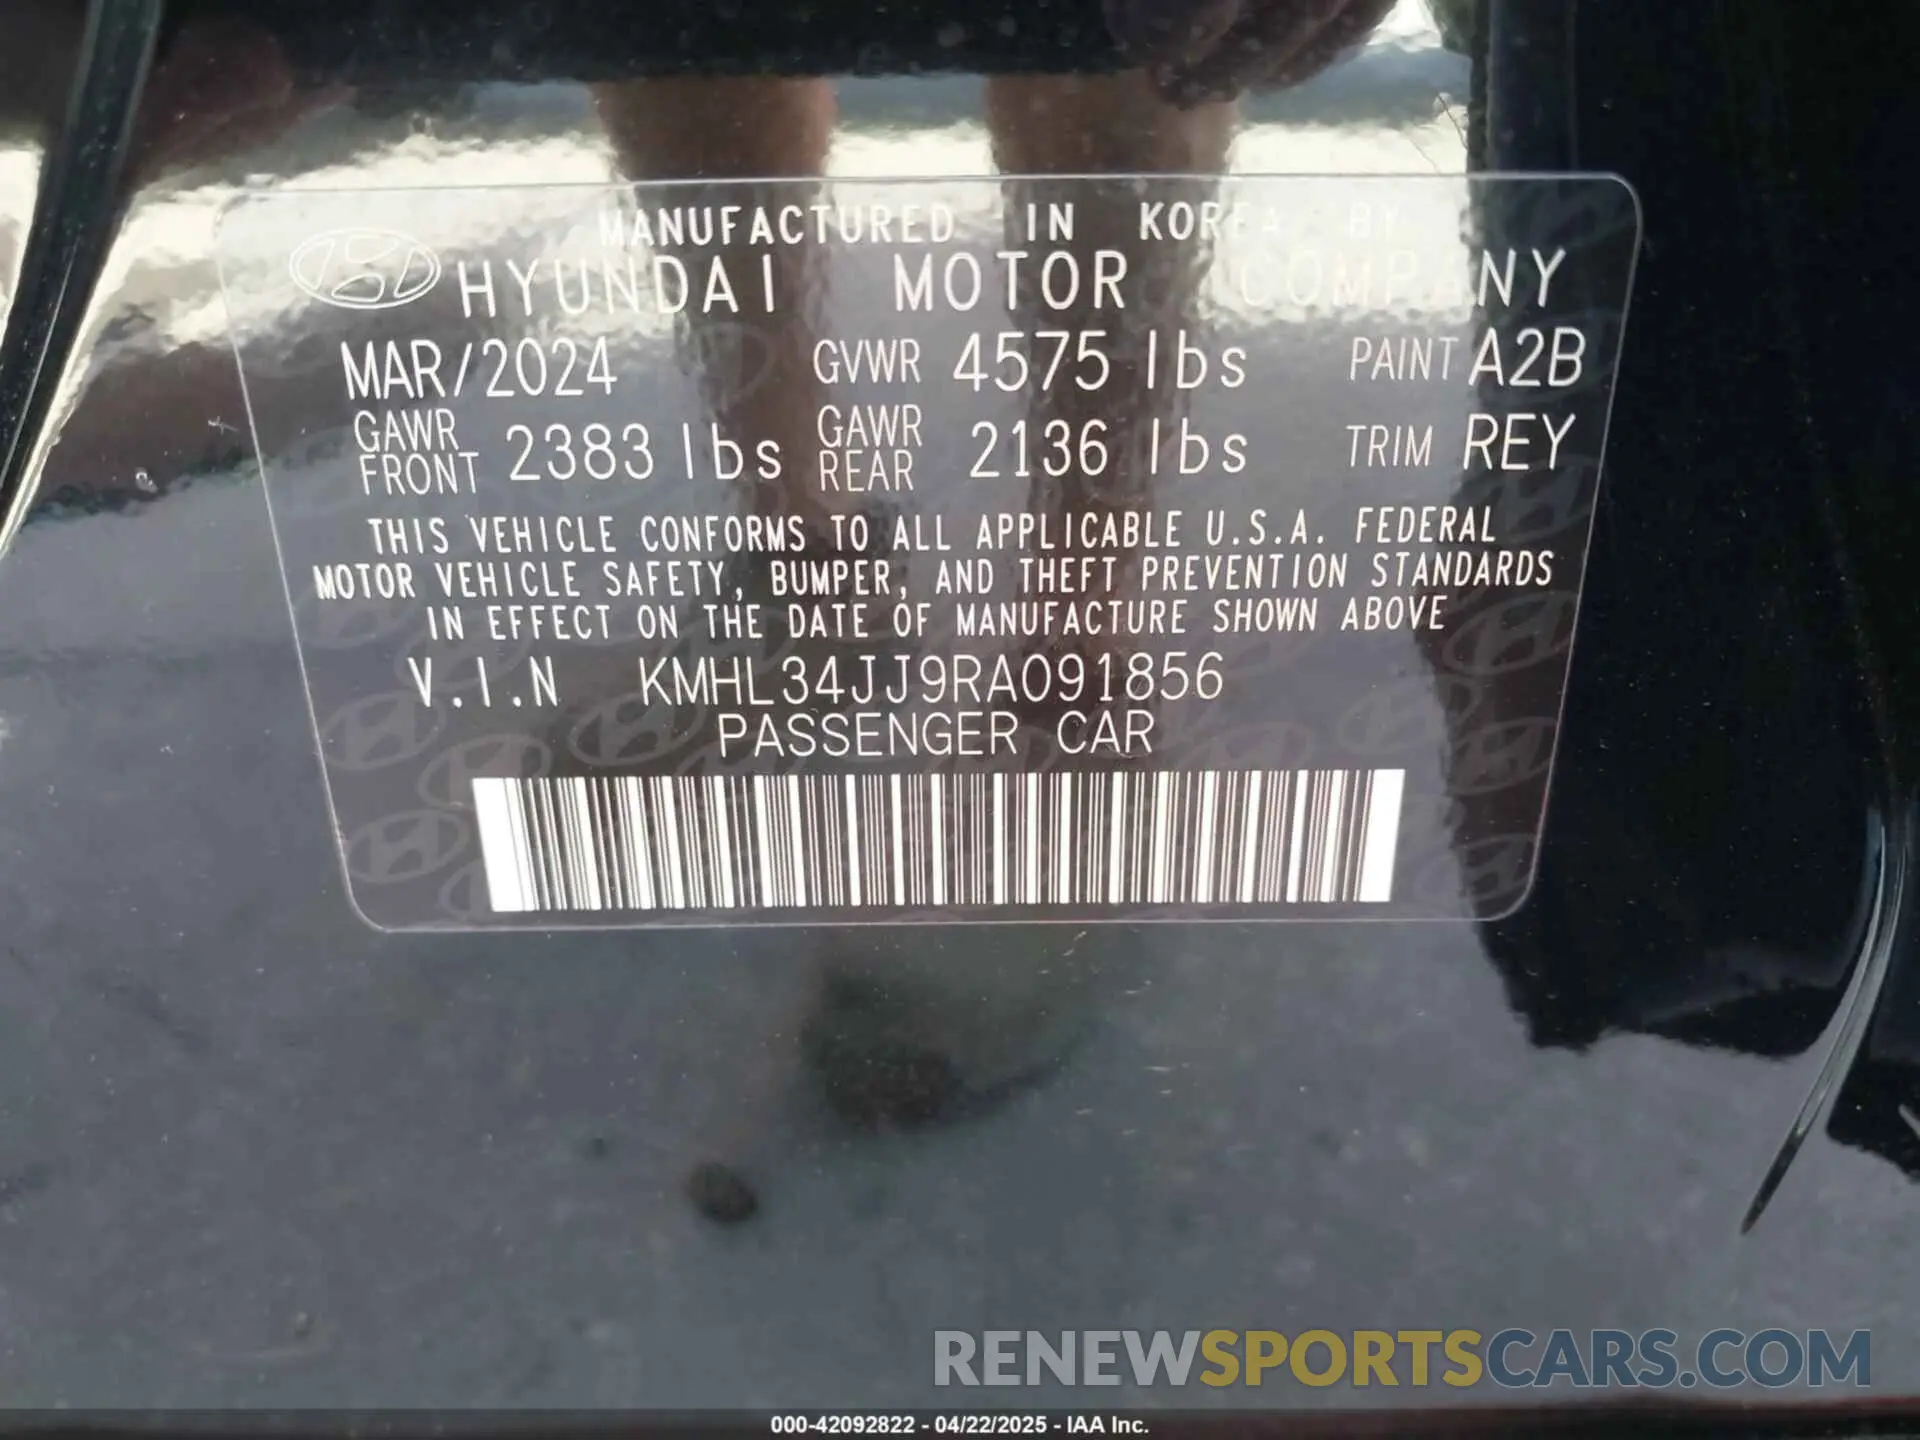 MANUFACTURED IN KOREA BY
HYUNDAI MOTOR COMPANY
MAR/2024 GVWR 4575 lbs PAINT A2B
GAWR FRONT 2383 lbs GAWR REAR 2136 lbs TRIM REY
THIS VEHICLE CONFORMS TO ALL APPLICABLE U.S.A. FEDERAL
MOTOR VEHICLE SAFETY, BUMPER, AND THEFT PREVENTION STANDARDS
IN EFFECT ON THE DATE OF MANUFACTURE SHOWN ABOVE
V.I.N KMHL34JJ9RA091856
PASSENGER CAR
RENEWSPORTSCARS.COM
000-42092822 - 04/22/2025 - IAA Inc.